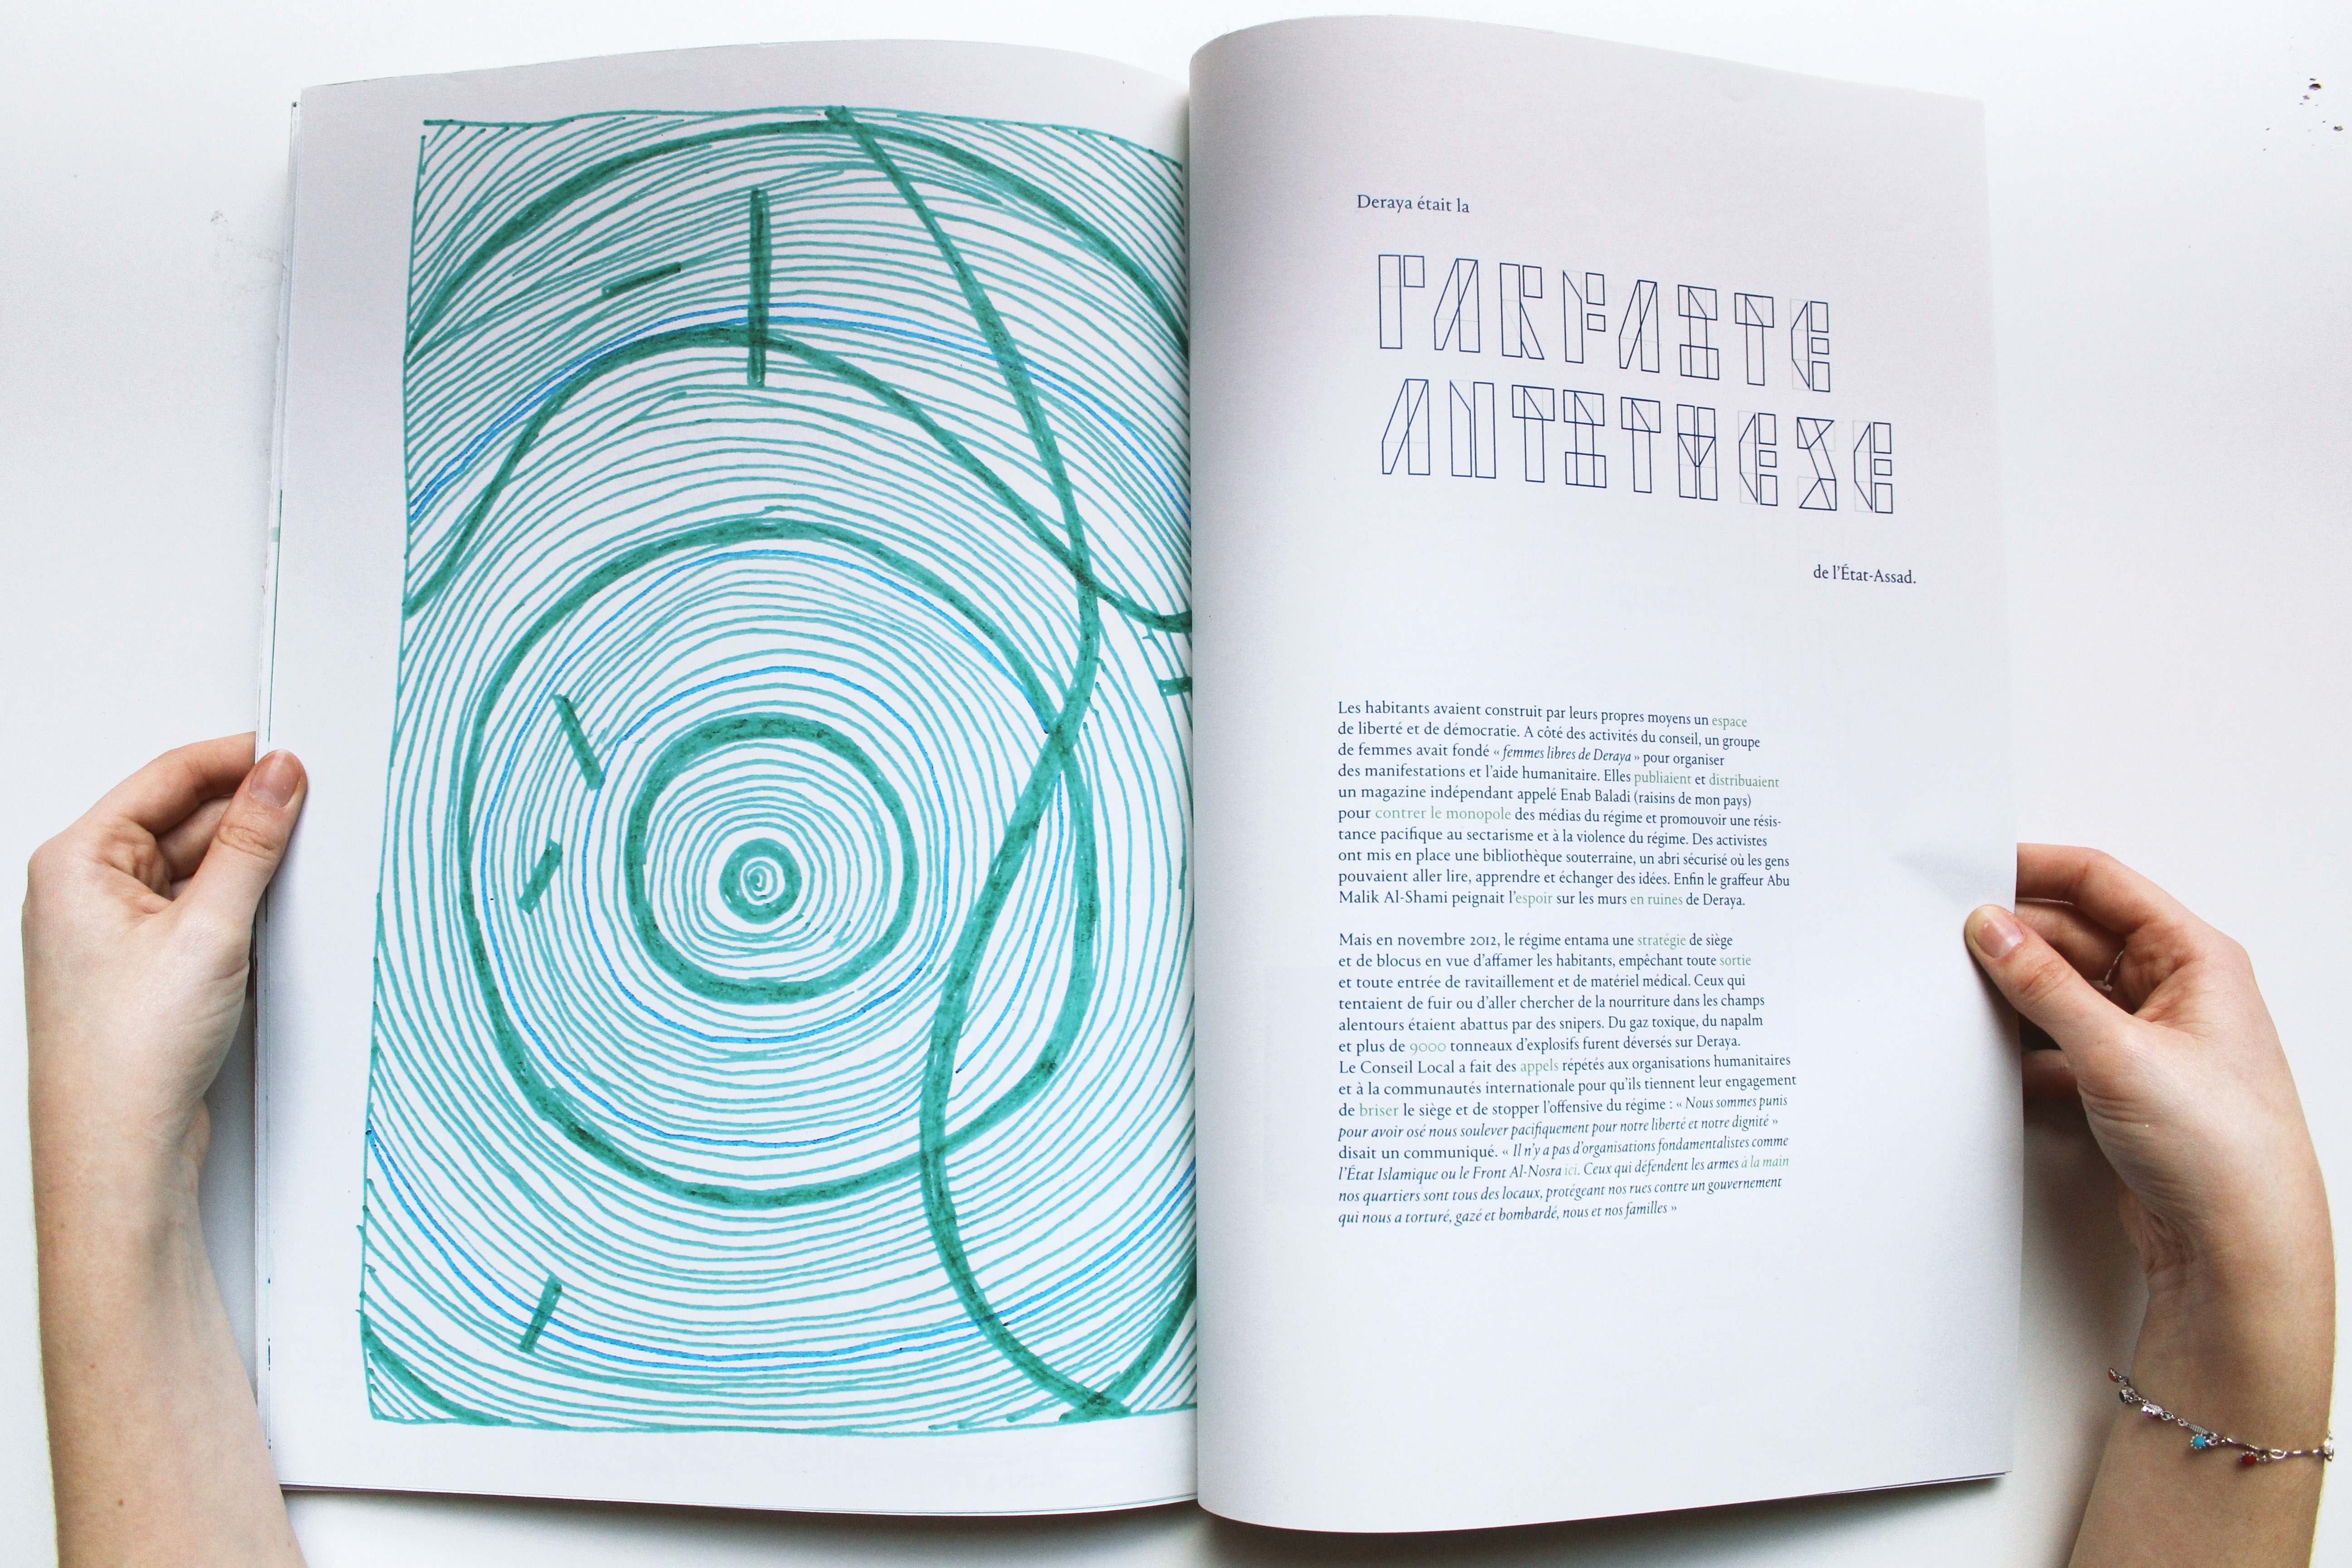 Deraya était la
PARFAITE
ANTITHESE
de l'État-Assad.
Les habitants avaient construit par leurs propres moyens un espace
de liberté et de démocratie. A côté des activités du conseil, un groupe
de femmes avait fondé « femmes libres de Deraya » pour organiser
des manifestations et l'aide humanitaire. Elles publiaient et distribuaient
un magazine indépendant appelé Enab Baladi (raisins de mon pays)
pour contrer le monopole des médias du régime et promouvoir une résis-
tance pacifique au sectarisme et à la violence du régime. Des activistes
ont mis en place une bibliothèque souterraine, un abri sécurisé où les gens
pouvaient aller lire, apprendre et échanger des idées. Enfin le graffeur Abu
Malik Al-Shami peignait l'espoir sur les murs en ruines de Deraya.
Mais en novembre 2012, le régime entama une stratégie de siège
et de blocus en vue d'affamer les habitants, empêchant toute sortie
et toute entrée de ravitaillement et de matériel médical. Ceux qui
tentaient de fuir ou d'aller chercher de la nourriture dans les champs
alentours étaient abattus par des snipers. Du gaz toxique, du napalm
et plus de 9000 tonneaux d'explosifs furent déversés sur Deraya.
Le Conseil Local a fait des appels répétés aux organisations humanitaires
et à la communautés internationale pour qu'ils tiennent leur engagement
de briser le siège et de stopper l'offensive du régime : « Nous sommes punis
pour avoir osé nous soulever pacifiquement pour notre liberté et notre dignité »
disait un communiqué. « Il n'y a pas d'organisations fondamentalistes comme
l'État Islamique ou le Front Al-Nosra ici. Ceux qui défendent les armes à la main
nos quartiers sont tous des locaux, protégeant nos rues contre un gouvernement
qui nous a torturé, gazé et bombardé, nous et nos familles »